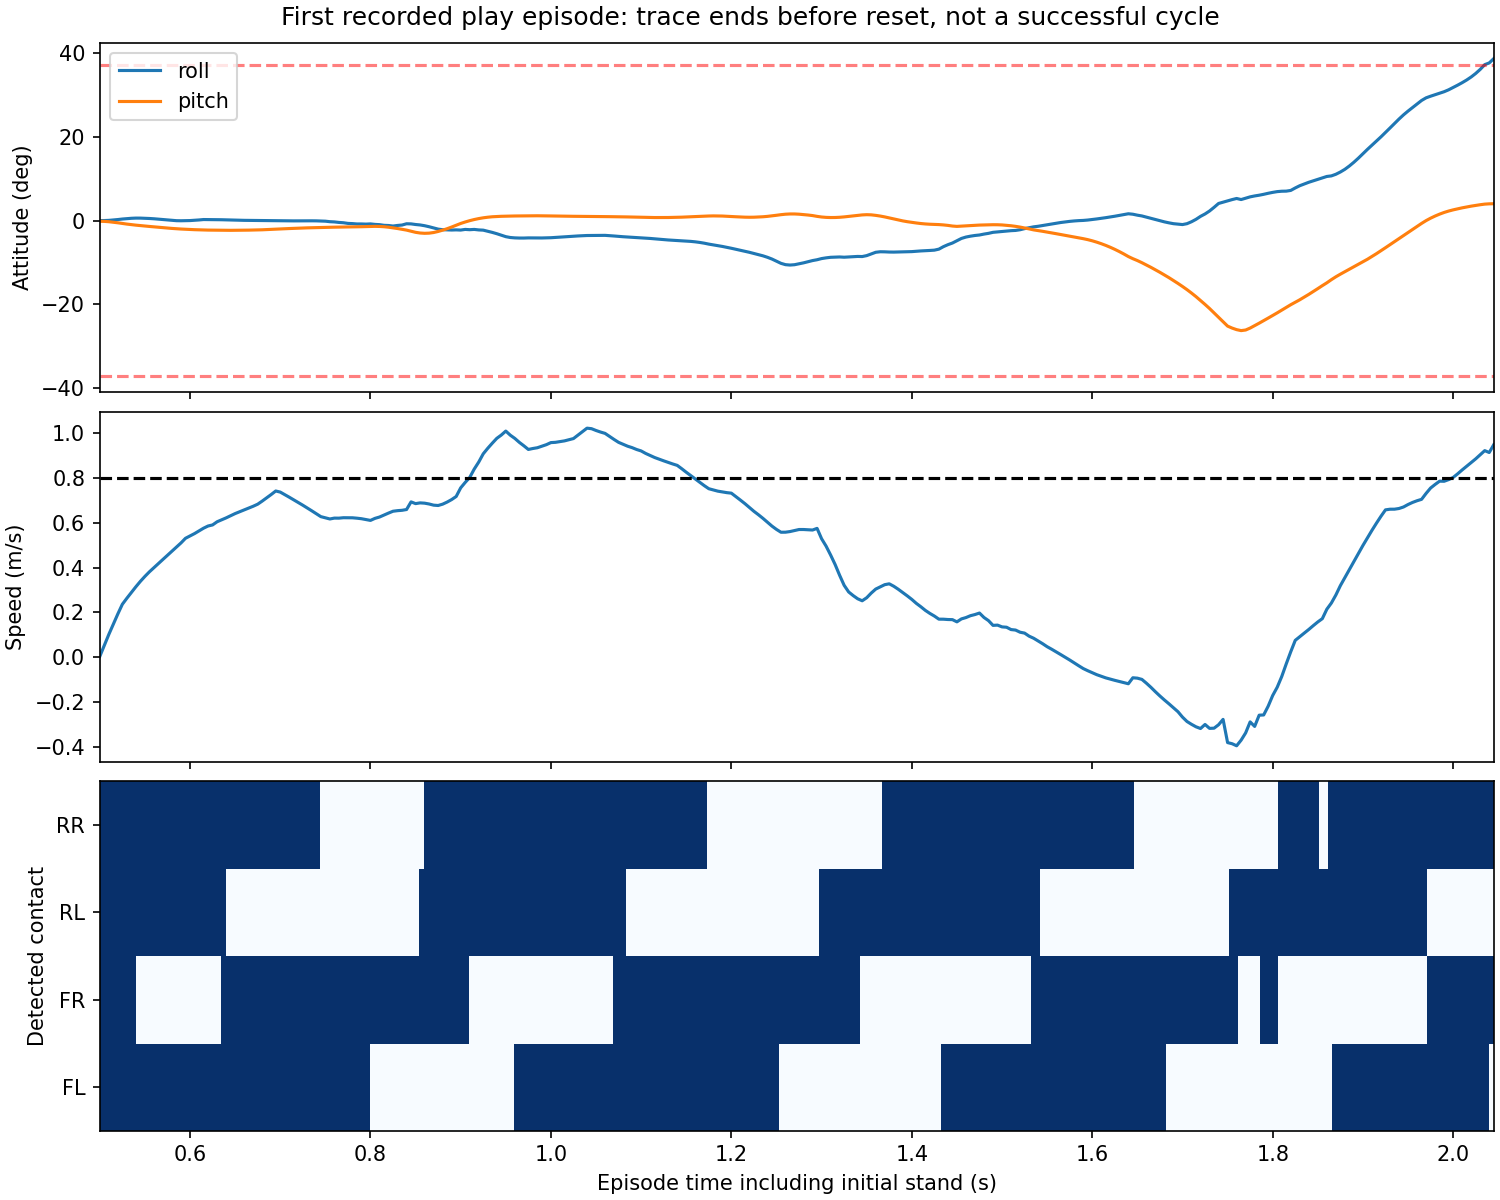 First recorded play episode: trace ends before reset, not a successful cycle
Attitude (deg)
40
20
0
−20
−40
roll
pitch
Speed (m/s)
1.0
0.8
0.6
0.4
0.2
0.0
−0.2
−0.4
Detected contact
RR
RL
FR
FL
0.6 0.8 1.0 1.2 1.4 1.6 1.8 2.0
Episode time including initial stand (s)